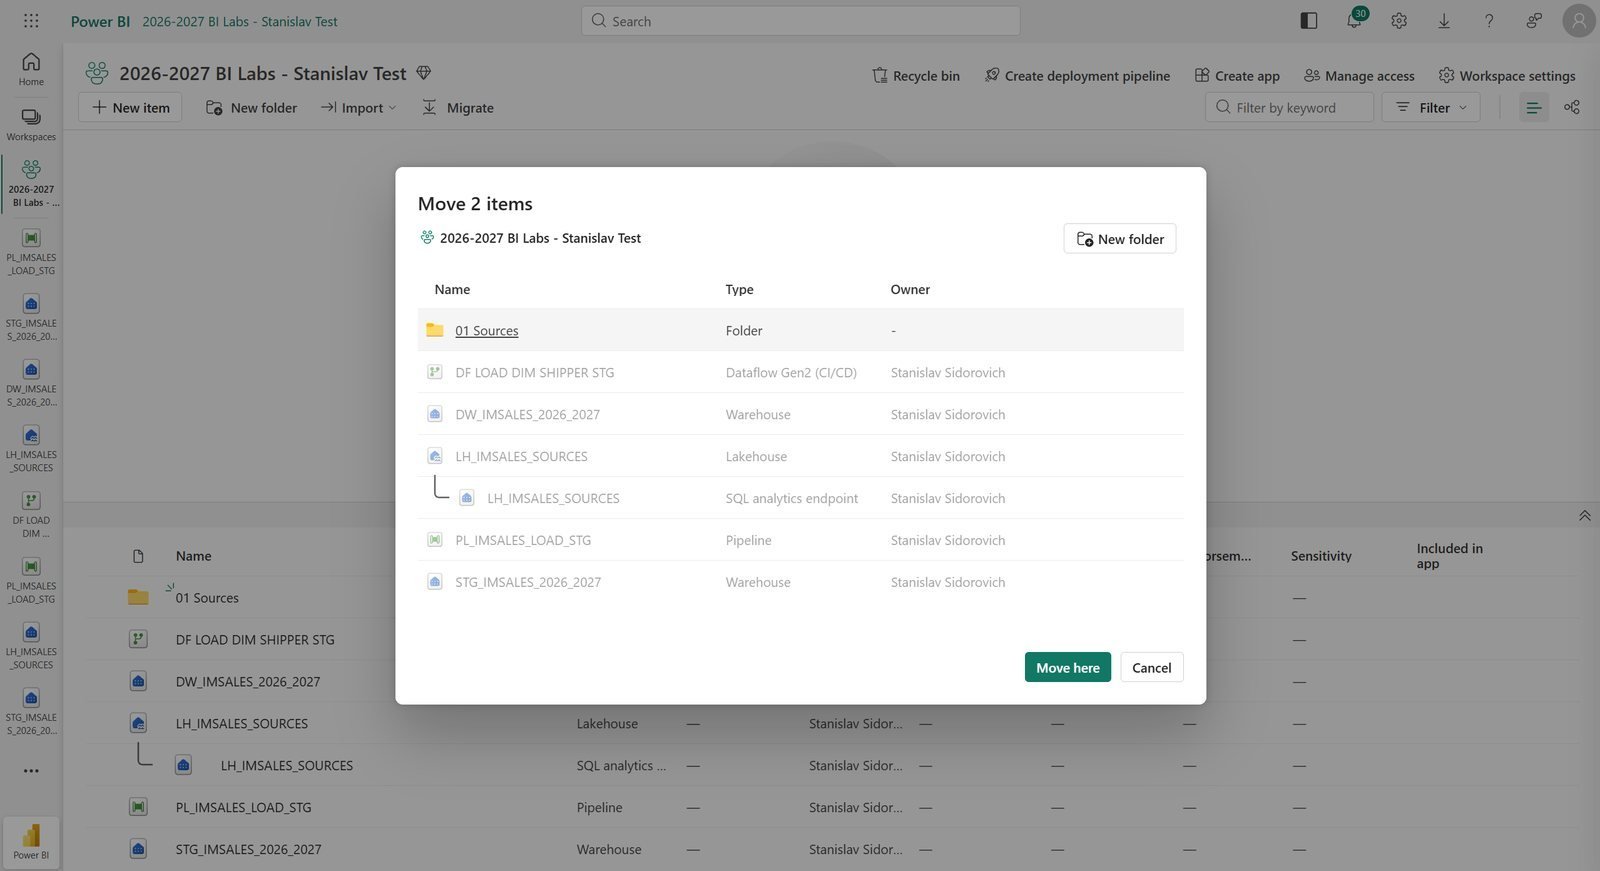 Power BI 2026-2027 BI Labs - Stanislav Test
Search
30
Home
Workspaces
2026-2027
BI Labs - ...
PL_IMSALES
_LOAD_STG
STG_IMSALE
S_2026_20...
DW_IMSALE
S_2026_20...
LH_IMSALES
_SOURCES
DF LOAD
DIM ...
PL_IMSALES
_LOAD_STG
LH_IMSALES
_SOURCES
STG_IMSALE
S_2026_20...
Power BI
2026-2027 BI Labs - Stanislav Test
Recycle bin Create deployment pipeline Create app Manage access Workspace settings
New item New folder Import Migrate
Filter by keyword Filter
Move 2 items
2026-2027 BI Labs - Stanislav Test
New folder
Name Type Owner
01 Sources Folder -
DF LOAD DIM SHIPPER STG Dataflow Gen2 (CI/CD) Stanislav Sidorovich
DW_IMSALES_2026_2027 Warehouse Stanislav Sidorovich
LH_IMSALES_SOURCES Lakehouse Stanislav Sidorovich
LH_IMSALES_SOURCES SQL analytics endpoint Stanislav Sidorovich
PL_IMSALES_LOAD_STG Pipeline Stanislav Sidorovich
STG_IMSALES_2026_2027 Warehouse Stanislav Sidorovich
Move here Cancel
Name orsem... Sensitivity Included in
app
01 Sources —
DF LOAD DIM SHIPPER STG —
DW_IMSALES_2026_2027 —
LH_IMSALES_SOURCES Lakehouse — Stanislav Sidor... — — — —
LH_IMSALES_SOURCES SQL analytics ... — Stanislav Sidor... — — — —
PL_IMSALES_LOAD_STG Pipeline — Stanislav Sidor... — — — —
STG_IMSALES_2026_2027 Warehouse — Stanislav Sidor... — — — —